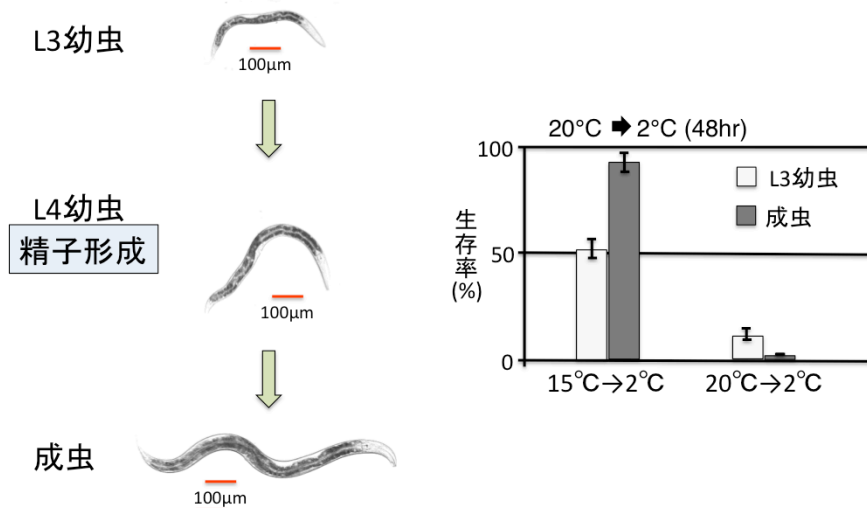 L3幼虫
100μm
L4幼虫
精子形成
100μm
成虫
100μm
20°C ➡ 2°C (48hr)
100
50
0
生存率
(%)
L3幼虫
成虫
15℃→2℃
20℃→2℃